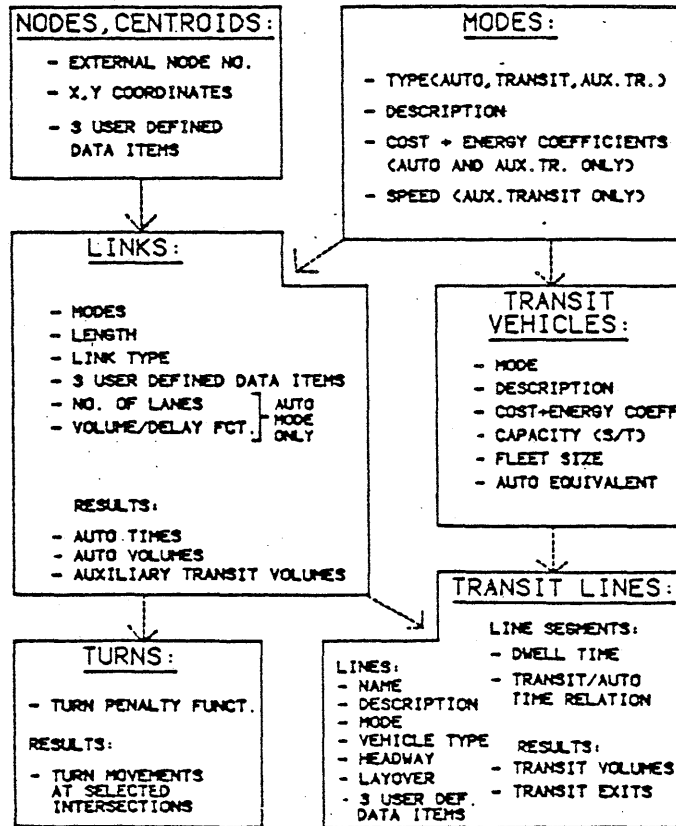 NODES,CENTROIDS:
- EXTERNAL NODE NO.
- X,Y COORDINATES
- 3 USER DEFINED
DATA ITEMS
MODES:
- TYPE(AUTO,TRANSIT,AUX.TR.)
- DESCRIPTION
- COST + ENERGY COEFFICIENTS
(AUTO AND AUX.TR. ONLY)
- SPEED (AUX.TRANSIT ONLY)
LINKS:
- MODES
- LENGTH
- LINK TYPE
- 3 USER DEFINED DATA ITEMS
- NO. OF LANES
- VOLUME/DELAY FCT.
AUTO
MODE
ONLY
RESULTS:
- AUTO TIMES
- AUTO VOLUMES
- AUXILIARY TRANSIT VOLUMES
TRANSIT
VEHICLES:
- MODE
- DESCRIPTION
- COST+ENERGY COEFF
- CAPACITY (S/T)
- FLEET SIZE
- AUTO EQUIVALENT
TURNS:
- TURN PENALTY FUNCT.
RESULTS:
- TURN MOVEMENTS
AT SELECTED
INTERSECTIONS
TRANSIT LINES:
LINES:
- NAME
- DESCRIPTION
- MODE
- VEHICLE TYPE
- HEADWAY
- LAYOVER
- 3 USER DEF.
DATA ITEMS
LINE SEGMENTS:
- DWELL TIME
- TRANSIT/AUTO
TIME RELATION
RESULTS:
- TRANSIT VOLUMES
- TRANSIT EXITS